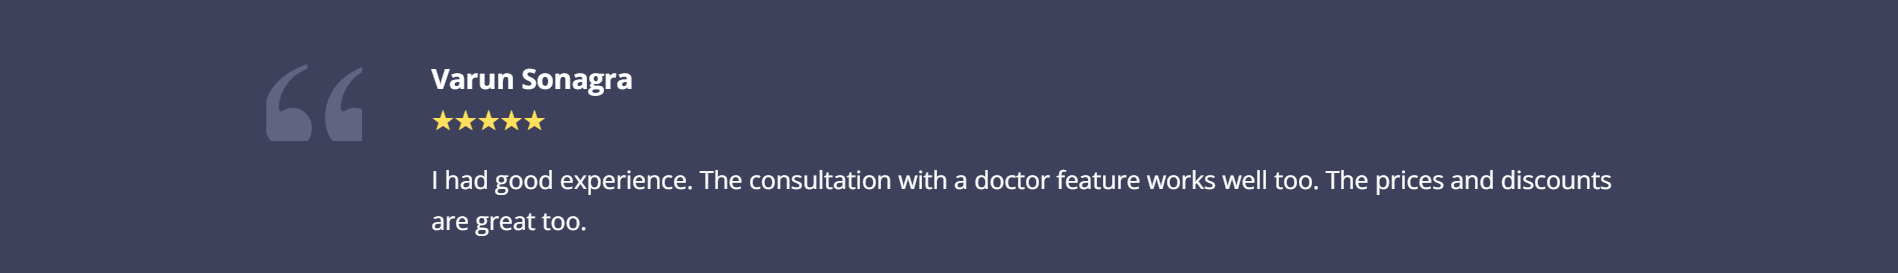 Varun Sonagra
★★★★★
I had good experience. The consultation with a doctor feature works well too. The prices and discounts
are great too.